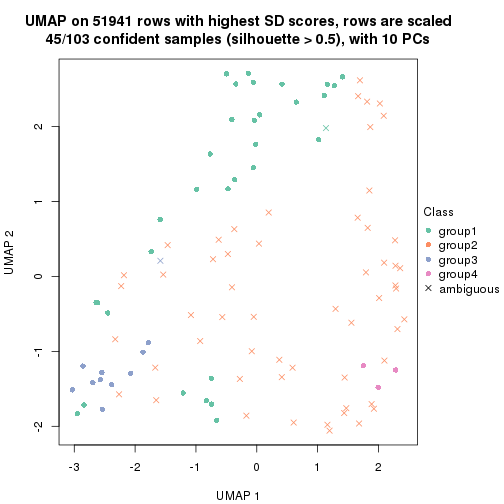 UMAP on 51941 rows with highest SD scores, rows are scaled
45/103 confident samples (silhouette > 0.5), with 10 PCs
UMAP 2
2
1
0
-1
-2
-3
-2
-1
0
1
2
UMAP 1
Class
group1
group2
group3
group4
ambiguous